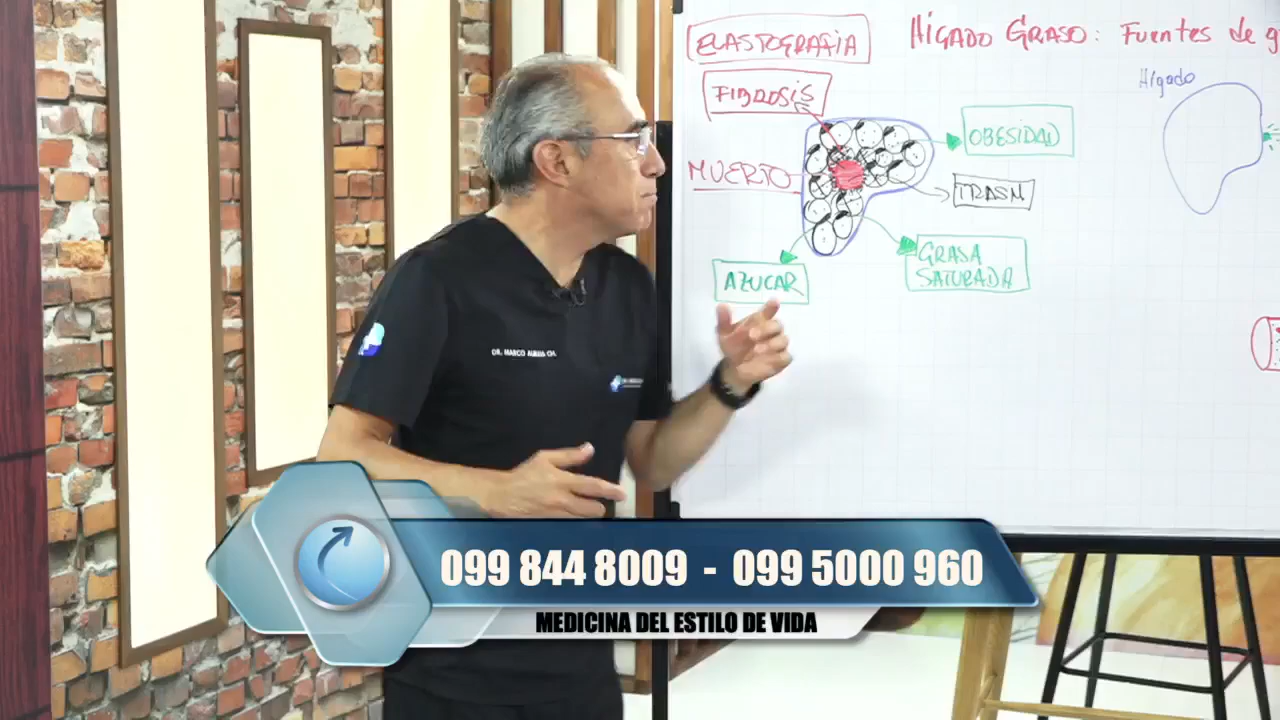 ELASTOGRAFIA
HIGADO GRASO: FUENTES DE
FIBROSIS
Hígado
OBESIDAD
MUERTO
TRASN
GRASA
SATURADA
AZUCAR
DR. MARCO
099 844 8009 - 099 5000 960
MEDICINA DEL ESTILO DE VIDA